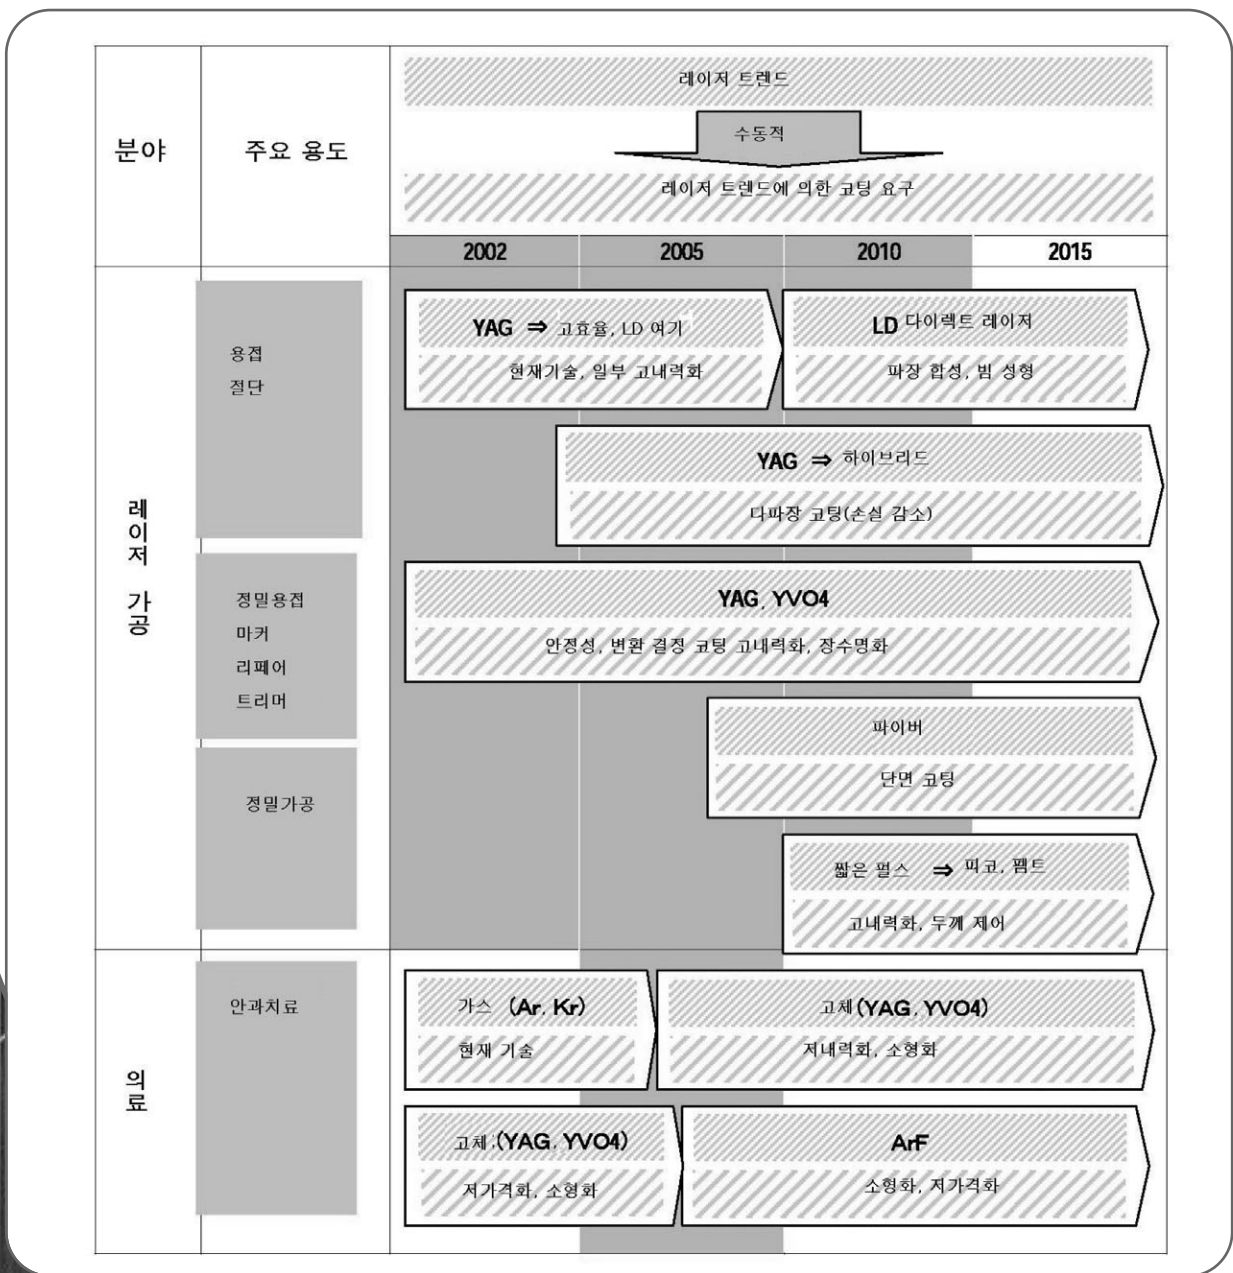 레이저 트렌드
분야
주요 용도
수동적
레이저 트렌드에 의한 코팅 요구
2002
2005
2010
2015
레이저 가공
용접
절단
YAG ⇒ 고효율, LD 여기
현재기술, 일부 고내력화
LD 다이렉트 레이저
파장 합성, 빔 성형
YAG ⇒ 하이브리드
다파장 코팅(손실 감소)
정밀용접
마커
리페어
트리머
YAG, YVO4
안정성, 변환 결정 코팅 고내력화, 장수명화
파이버
단면 코팅
정밀가공
짧은 펄스 ⇒ 피코, 펨트
고내력화, 두께 제어
의료
안과치료
가스 (Ar, Kr)
현재 기술
고체(YAG, YVO4)
저내력화, 소형화
고체(YAG, YVO4)
저가격화, 소형화
ArF
소형화, 저가격화